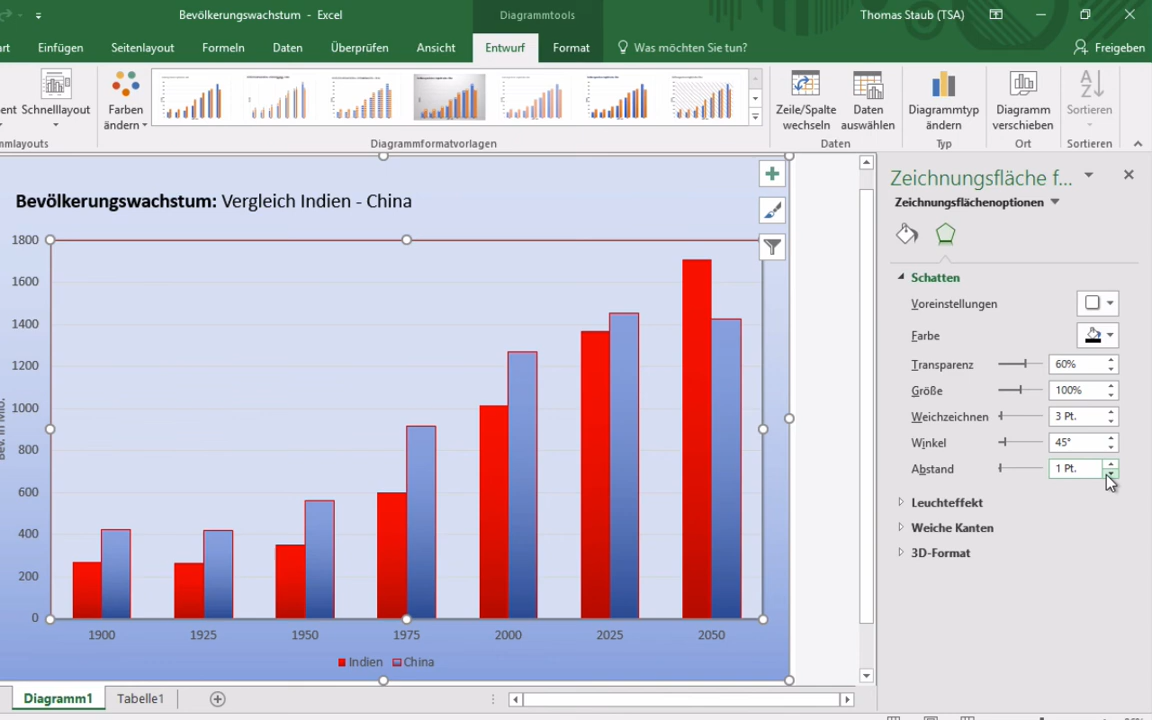 Bevölkerungswachstum - Excel
Diagrammtools
Thomas Staub (TSA)
Einfügen Seitenlayout Formeln Daten Überprüfen Ansicht Entwurf Format Was möchten Sie tun? Freigeben
Schnelllayout
Farben
ändern
Zeile/Spalte
wechseln
Daten
auswählen
Diagrammtyp
ändern
Diagramm
verschieben
Sortieren
Diagrammformatvorlagen
Daten
Typ
Ort
Sortieren
Bevölkerungswachstum: Vergleich Indien - China
1800
1600
1400
1200
1000
800
600
400
200
0
1900 1925 1950 1975 2000 2025 2050
Indien China
Zeichnungsfläche f...
Zeichnungsflächenoptionen
Schatten
Voreinstellungen
Farbe
Transparenz 60%
Größe 100%
Weichzeichnen 3 Pt.
Winkel 45°
Abstand 1 Pt.
Leuchteffekt
Weiche Kanten
3D-Format
Diagramm1 Tabelle1